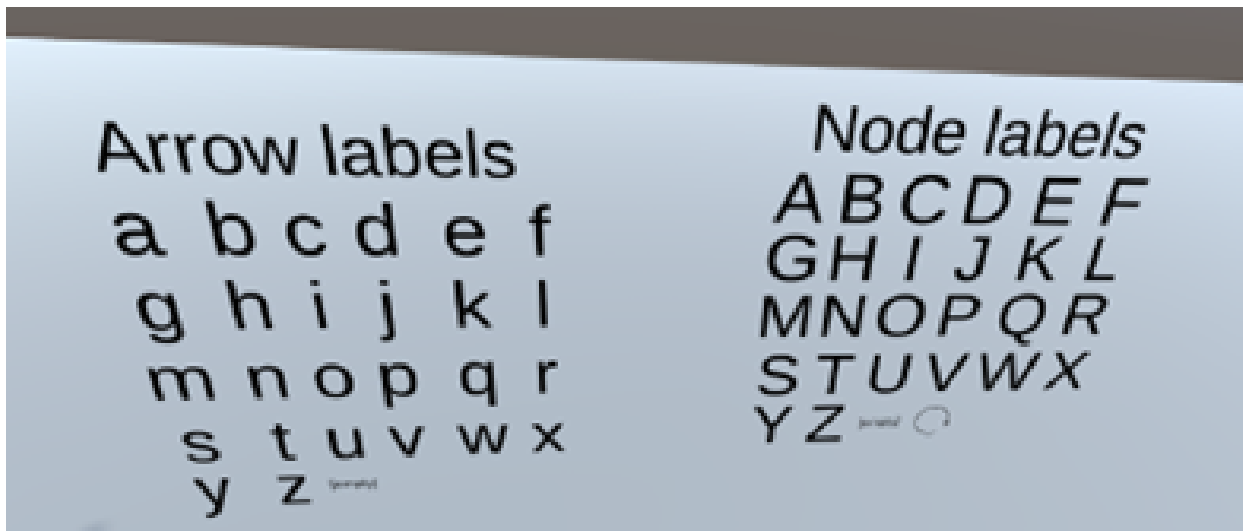 Arrow labels
a b c d e f
g h i j k l
m n o p q r
s t u v w x
y z
Node labels
A B C D E F
G H I J K L
M N O P Q R
S T U V W X
Y Z